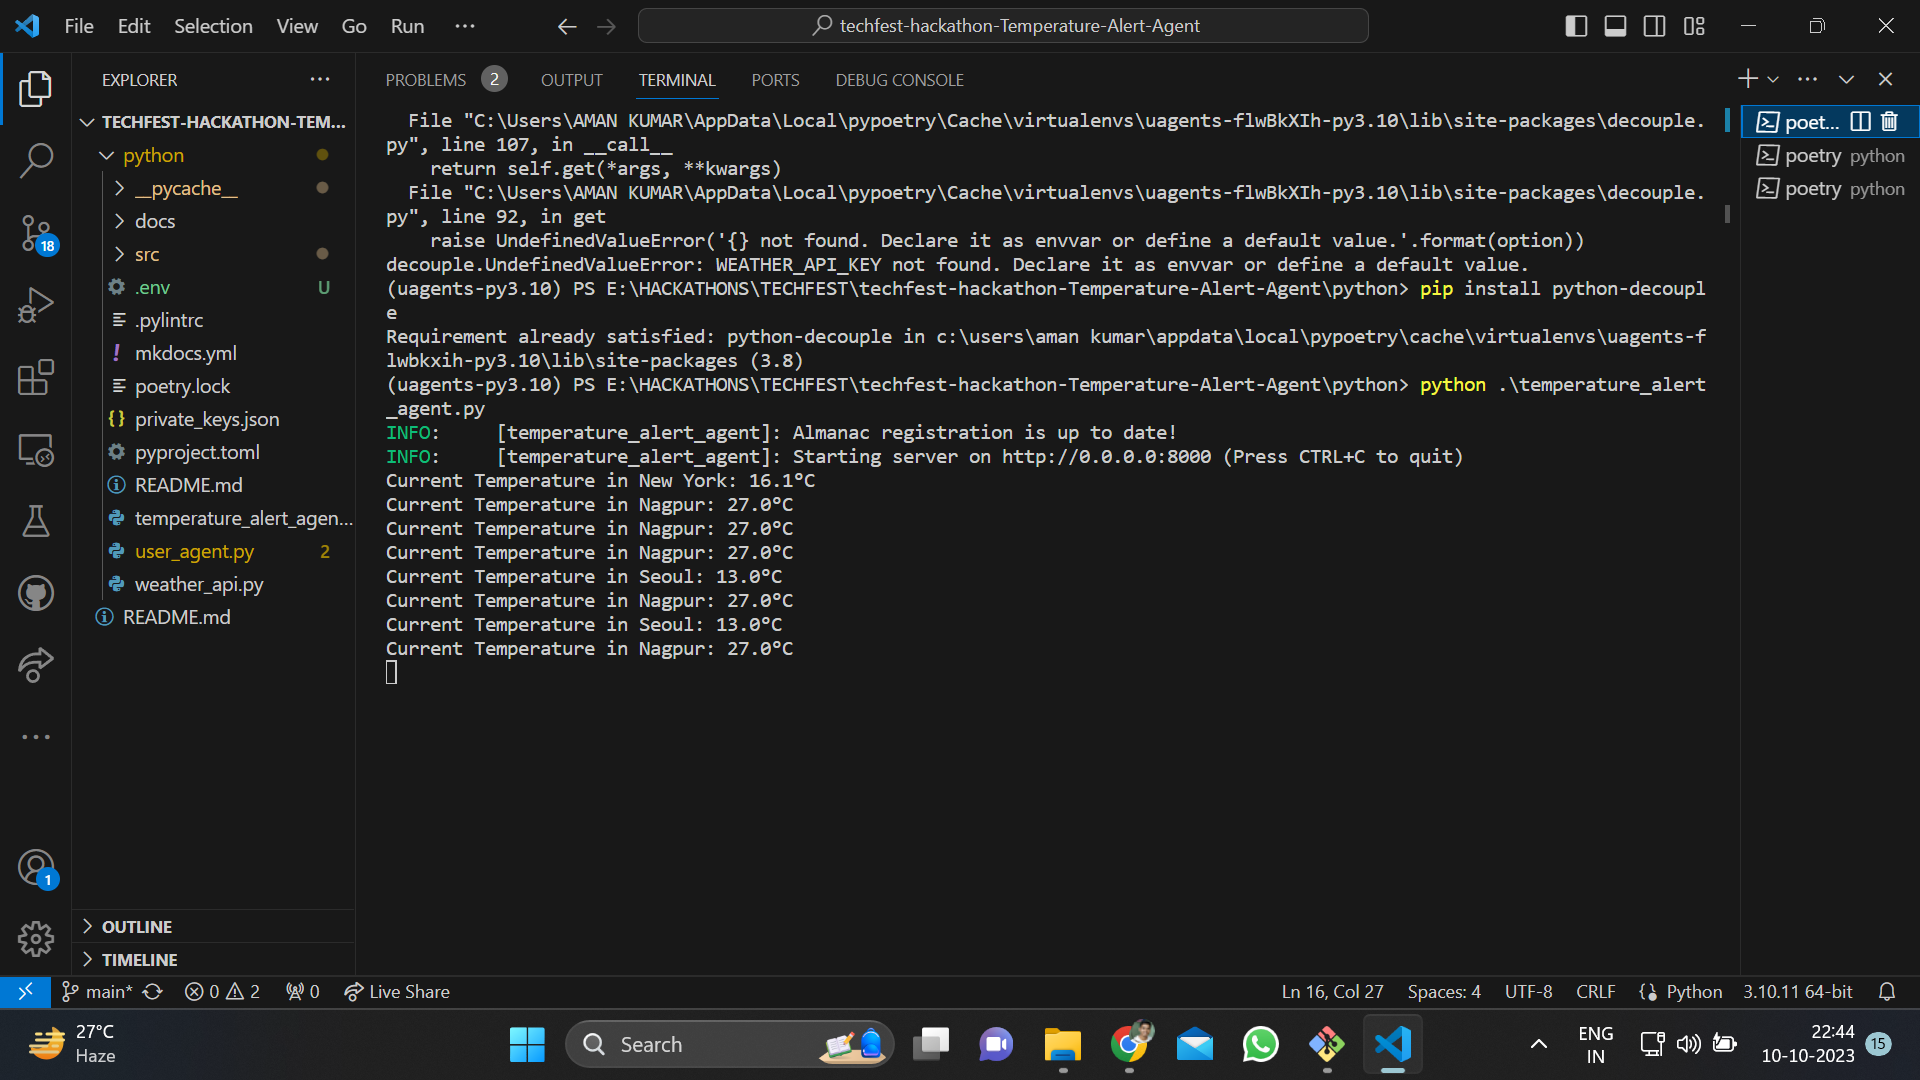 File Edit Selection View Go Run ··· techfest-hackathon-Temperature-Alert-Agent
EXPLORER ···
TECHFEST-HACKATHON-TEM...
python
__pycache__
docs
src
.env U
.pylintrc
mkdocs.yml
poetry.lock
private_keys.json
pyproject.toml
README.md
temperature_alert_agen...
user_agent.py 2
weather_api.py
README.md
OUTLINE
TIMELINE
18
1
PROBLEMS 2 OUTPUT TERMINAL PORTS DEBUG CONSOLE
File "C:\Users\AMAN KUMAR\AppData\Local\pypoetry\Cache\virtualenvs\uagents-flwBkXIh-py3.10\lib\site-packages\decouple.
py", line 107, in __call__
return self.get(*args, **kwargs)
File "C:\Users\AMAN KUMAR\AppData\Local\pypoetry\Cache\virtualenvs\uagents-flwBkXIh-py3.10\lib\site-packages\decouple.
py", line 92, in get
raise UndefinedValueError('{} not found. Declare it as envvar or define a default value.'.format(option))
decouple.UndefinedValueError: WEATHER_API_KEY not found. Declare it as envvar or define a default value.
(uagents-py3.10) PS E:\HACKATHONS\TECHFEST\techfest-hackathon-Temperature-Alert-Agent\python> pip install python-decoupl
e
Requirement already satisfied: python-decouple in c:\users\aman kumar\appdata\local\pypoetry\cache\virtualenvs\uagents-f
lwbkxih-py3.10\lib\site-packages (3.8)
(uagents-py3.10) PS E:\HACKATHONS\TECHFEST\techfest-hackathon-Temperature-Alert-Agent\python> python .\temperature_alert
_agent.py
INFO: [temperature_alert_agent]: Almanac registration is up to date!
INFO: [temperature_alert_agent]: Starting server on http://0.0.0.0:8000 (Press CTRL+C to quit)
Current Temperature in New York: 16.1°C
Current Temperature in Nagpur: 27.0°C
Current Temperature in Nagpur: 27.0°C
Current Temperature in Nagpur: 27.0°C
Current Temperature in Seoul: 13.0°C
Current Temperature in Nagpur: 27.0°C
Current Temperature in Seoul: 13.0°C
Current Temperature in Nagpur: 27.0°C
poet...
poetry python
poetry python
main* 0 2 0 Live Share Ln 16, Col 27 Spaces: 4 UTF-8 CRLF Python 3.10.11 64-bit
27°C
Haze
Search
ENG
IN
22:44
10-10-2023
15